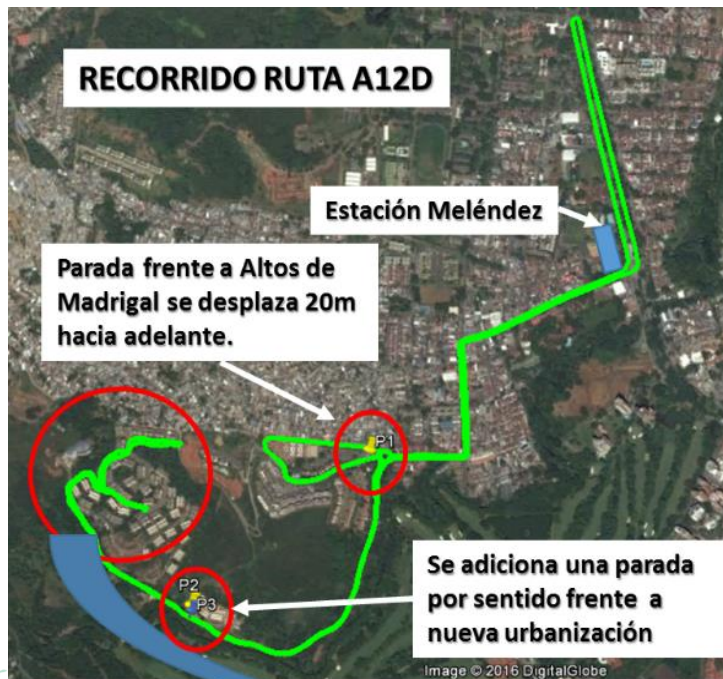 RECORRIDO RUTA A12D
Estación Meléndez
Parada frente a Altos de
Madrigal se desplaza 20m
hacia adelante.
P1
P2
P3
Se adiciona una parada
por sentido frente a
nueva urbanización
Image © 2016 DigitalGlobe